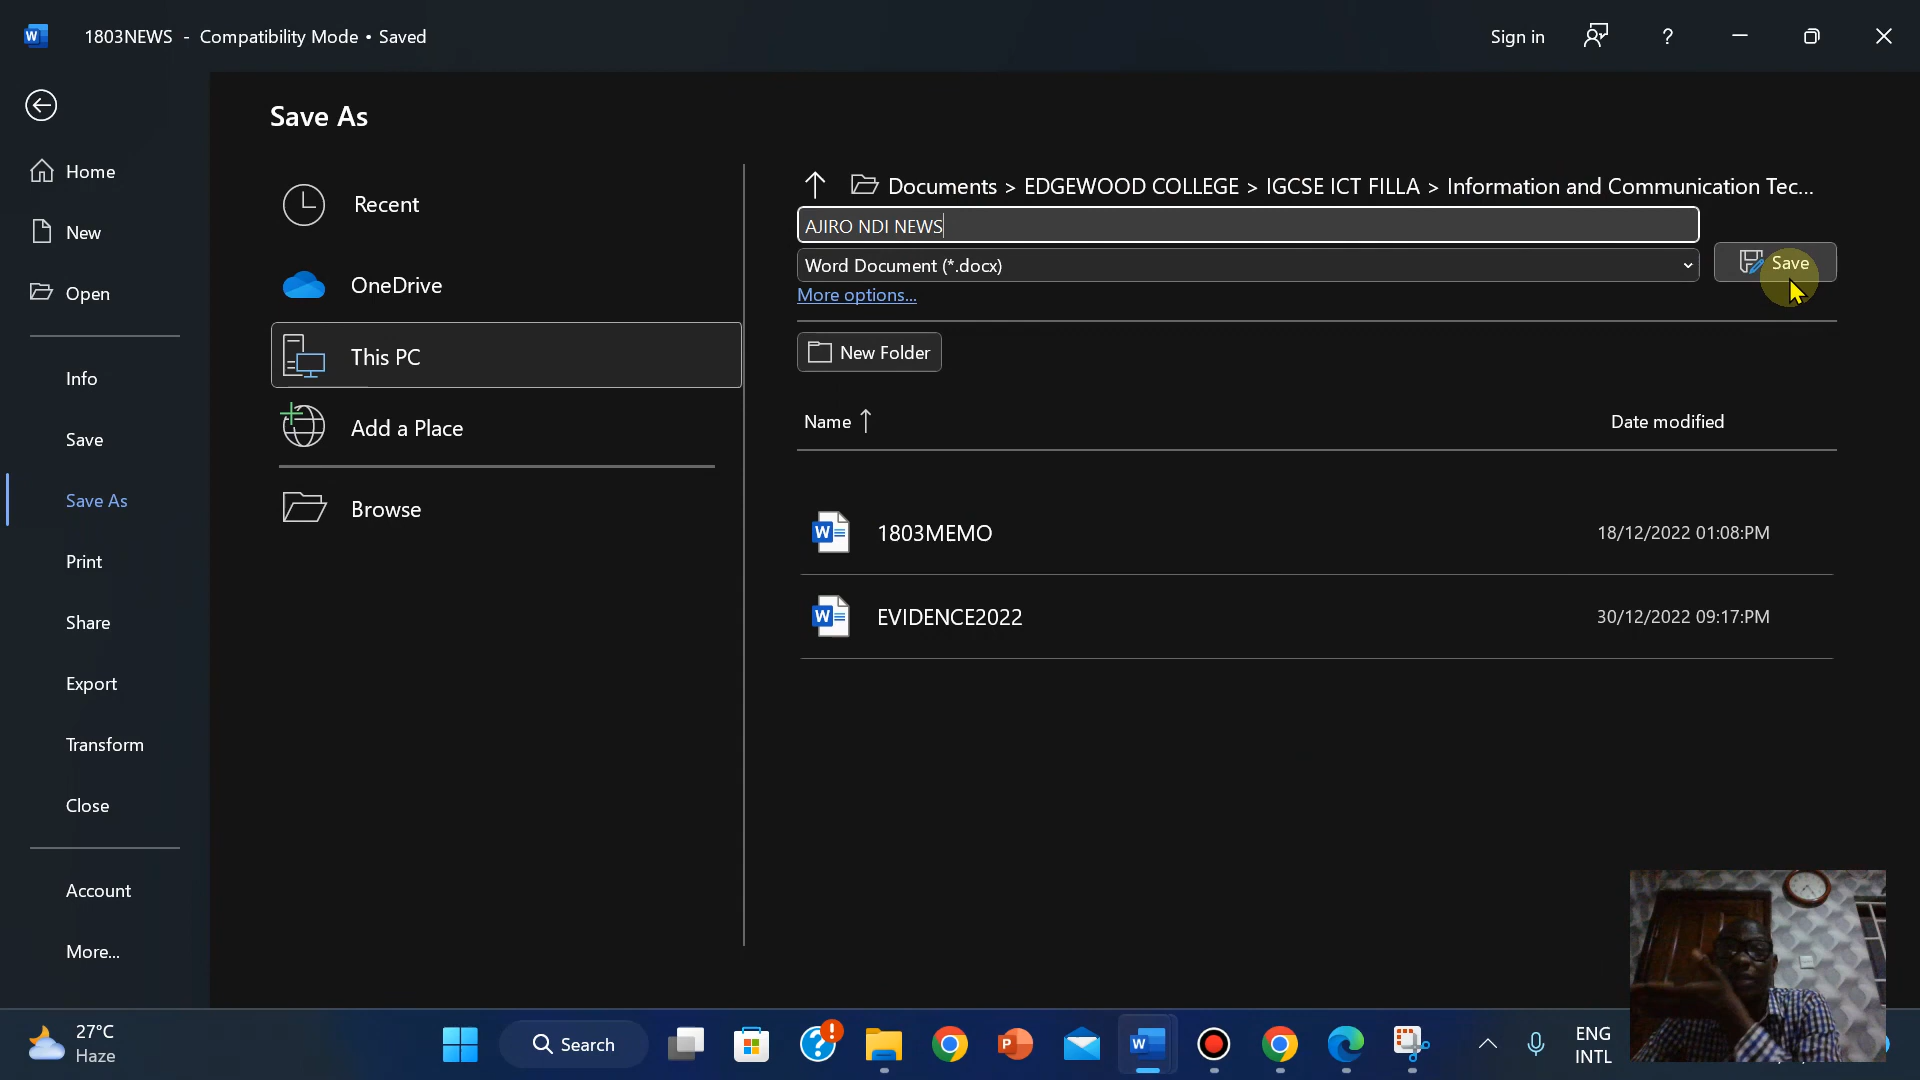 1803NEWS - Compatibility Mode • Saved
Sign in
?
Save As
Home
New
Open
Info
Save
Save As
Print
Share
Export
Transform
Close
Account
More...
Recent
OneDrive
This PC
Add a Place
Browse
Documents > EDGEWOOD COLLEGE > IGCSE ICT FILLA > Information and Communication Tec...
AJIRO NDI NEWS
Word Document (*.docx)
Save
More options...
New Folder
Name Date modified
1803MEMO 18/12/2022 01:08:PM
EVIDENCE2022 30/12/2022 09:17:PM
27°C
Haze
Search
ENG
INTL